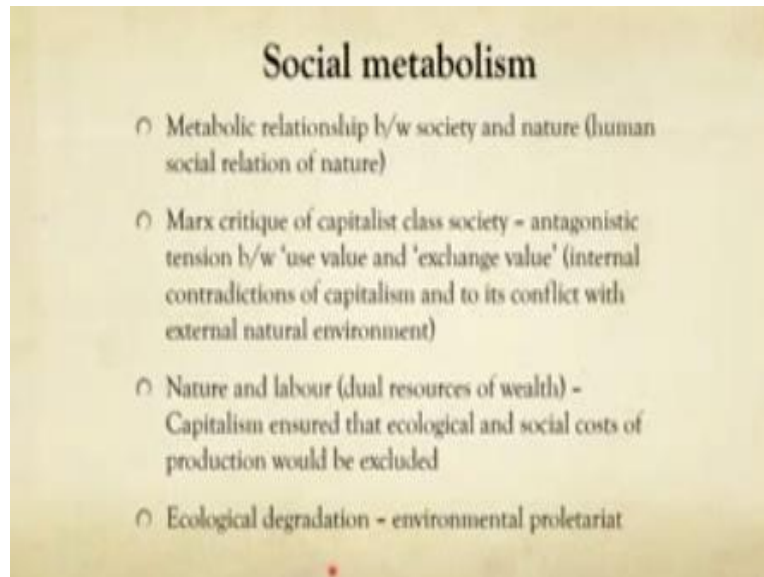 Social metabolism
Metabolic relationship b/w society and nature (human
social relation of nature)
Marx critique of capitalist class society – antagonistic
tension b/w 'use value and 'exchange value' (internal
contradictions of capitalism and to its conflict with
external natural environment)
Nature and labour (dual resources of wealth) –
Capitalism ensured that ecological and social costs of
production would be excluded
Ecological degradation – environmental proletariat